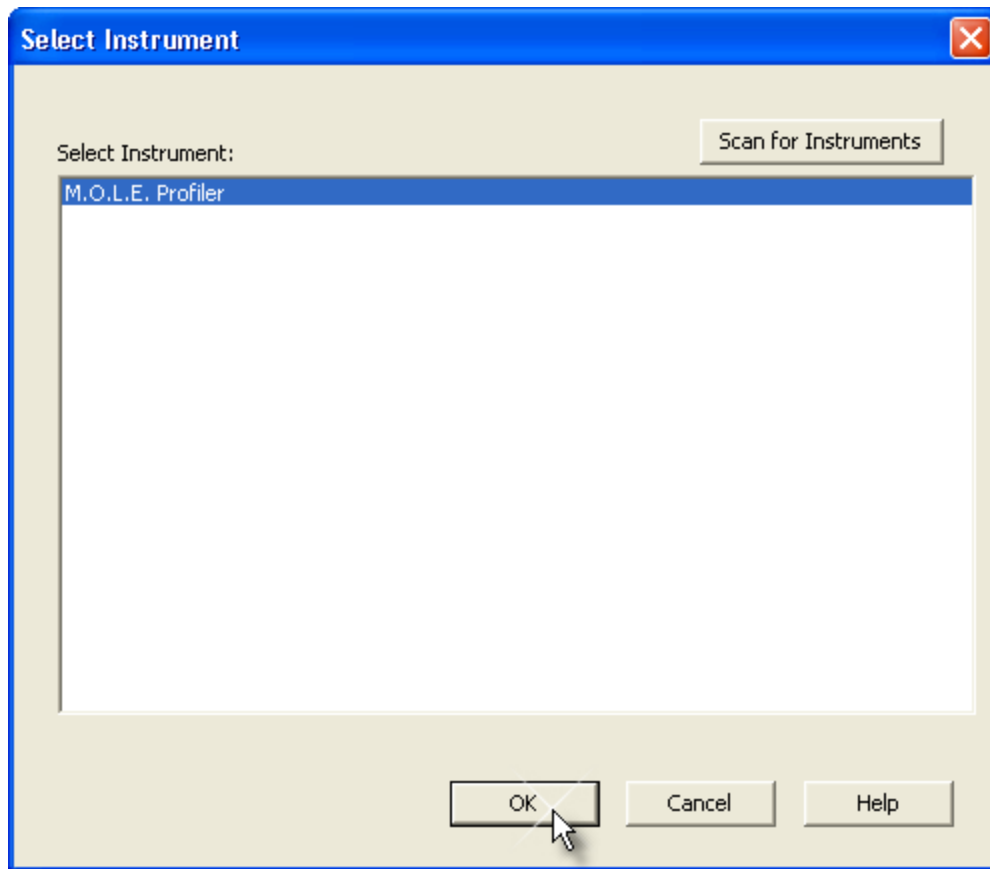 Select Instrument
Scan for Instruments
Select Instrument:
M.O.L.E. Profiler
OK
Cancel
Help